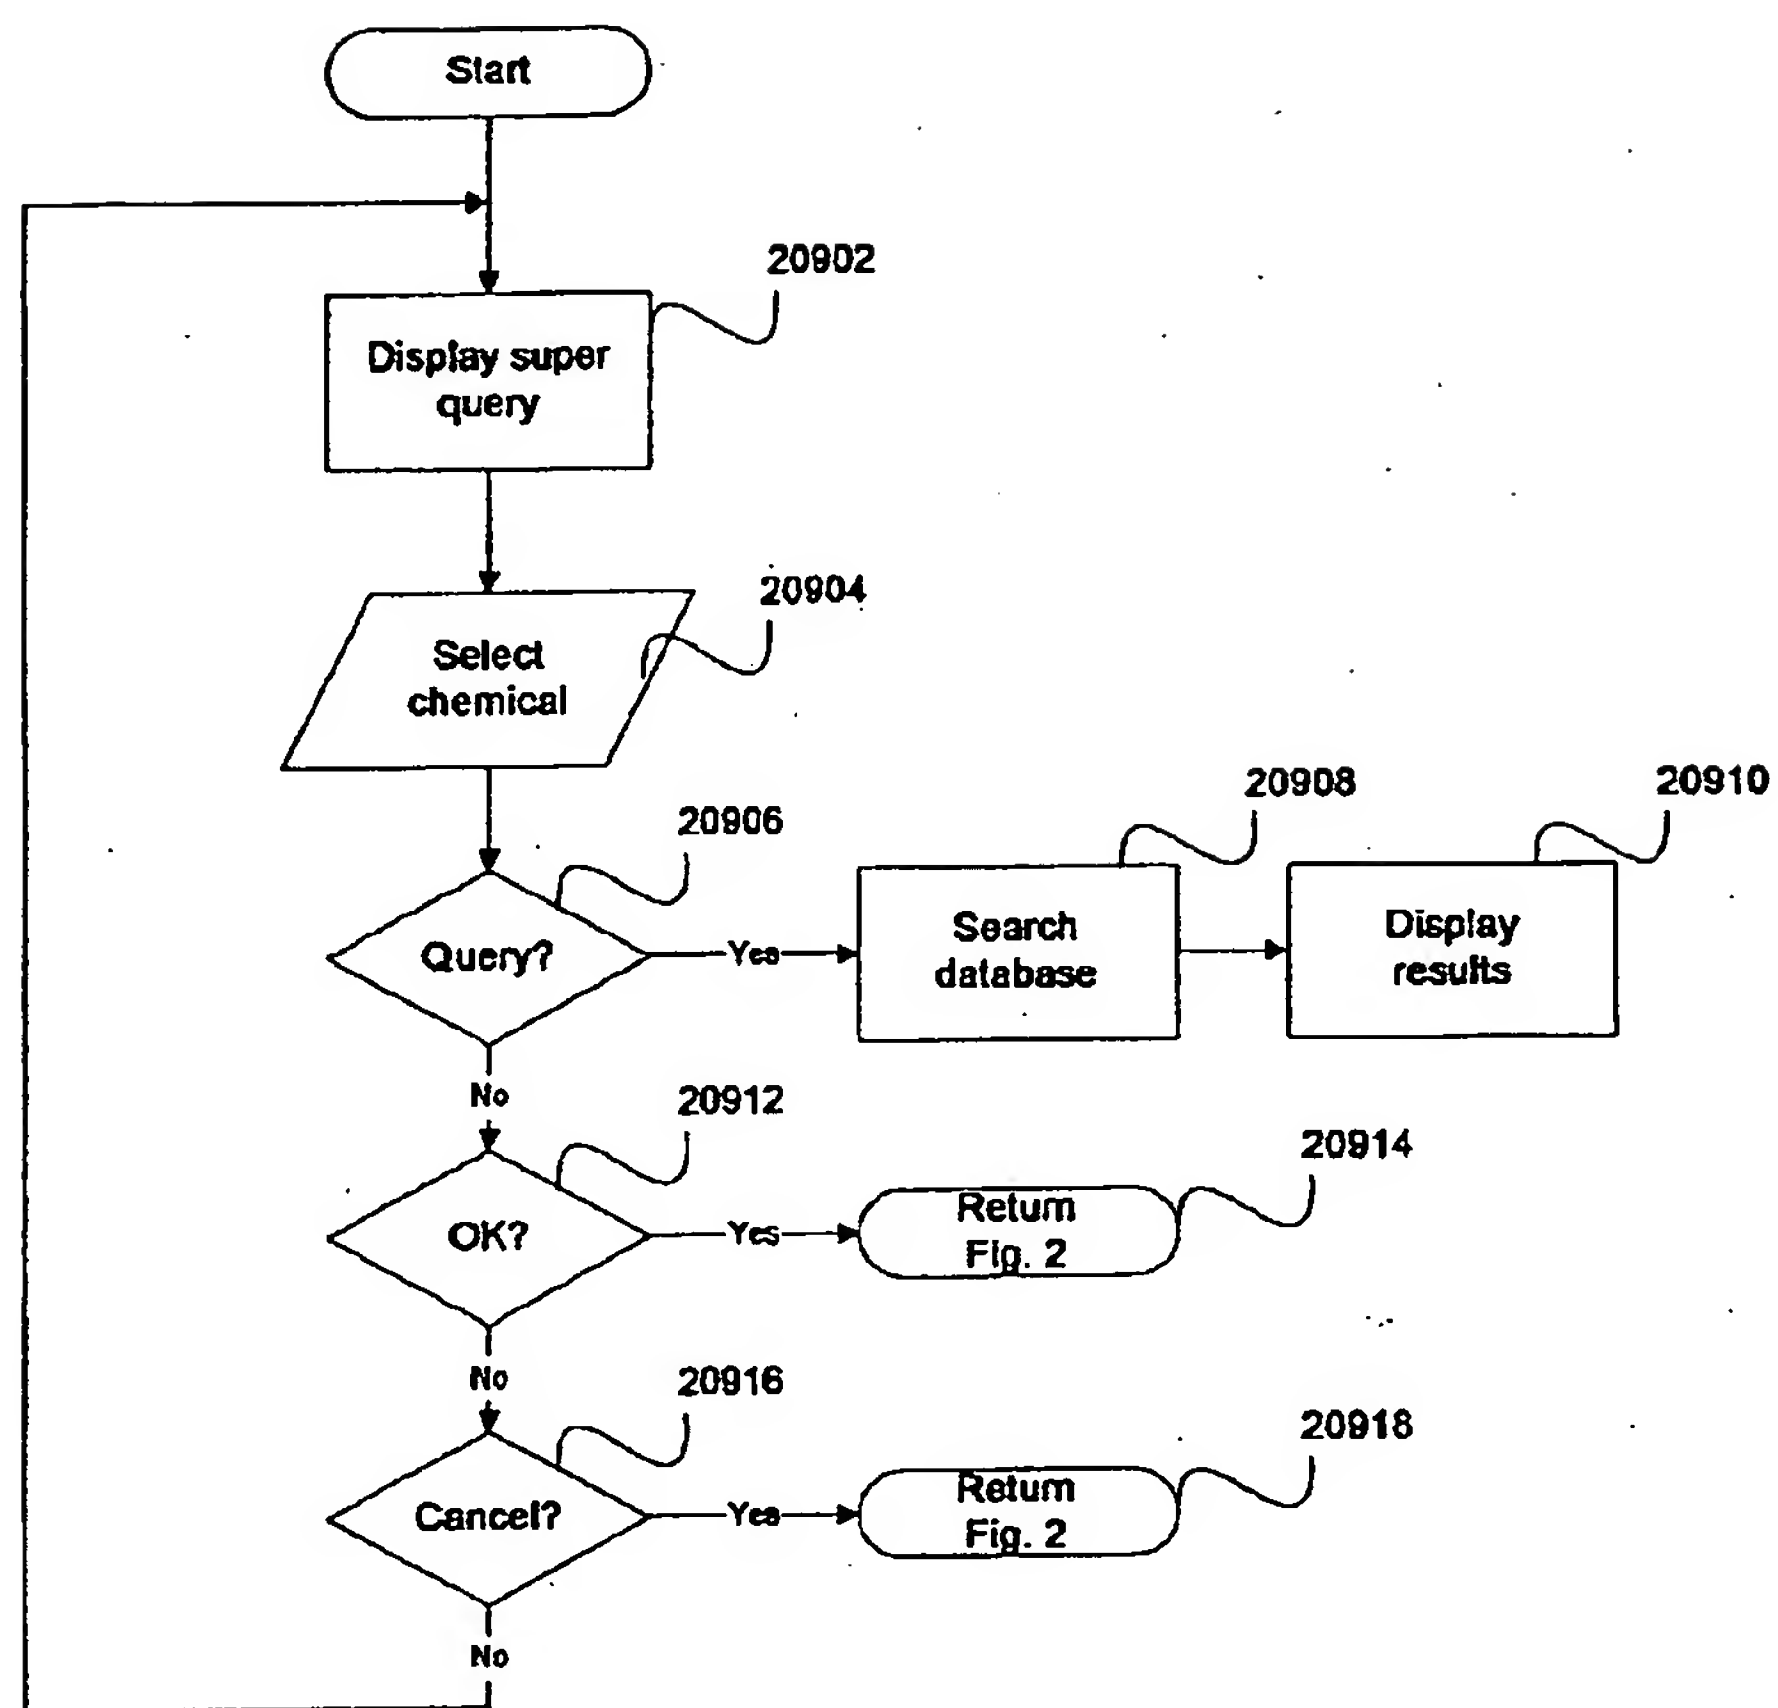 Start
20902
Display super
query
20904
Select
chemical
20906
20908
20910
Query?
Yes
Search
database
Display
results
No
20912
20914
OK?
Yes
Return
Fig. 2
No
20916
20918
Cancel?
Yes
Return
Fig. 2
No